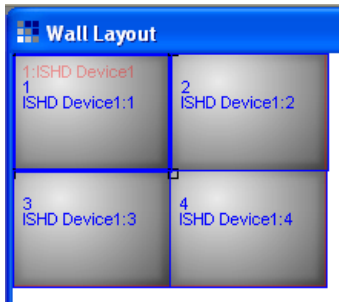 Wall Layout
1:ISHD Device1
1
ISHD Device1:1
2
ISHD Device1:2
3
ISHD Device1:3
4
ISHD Device1:4